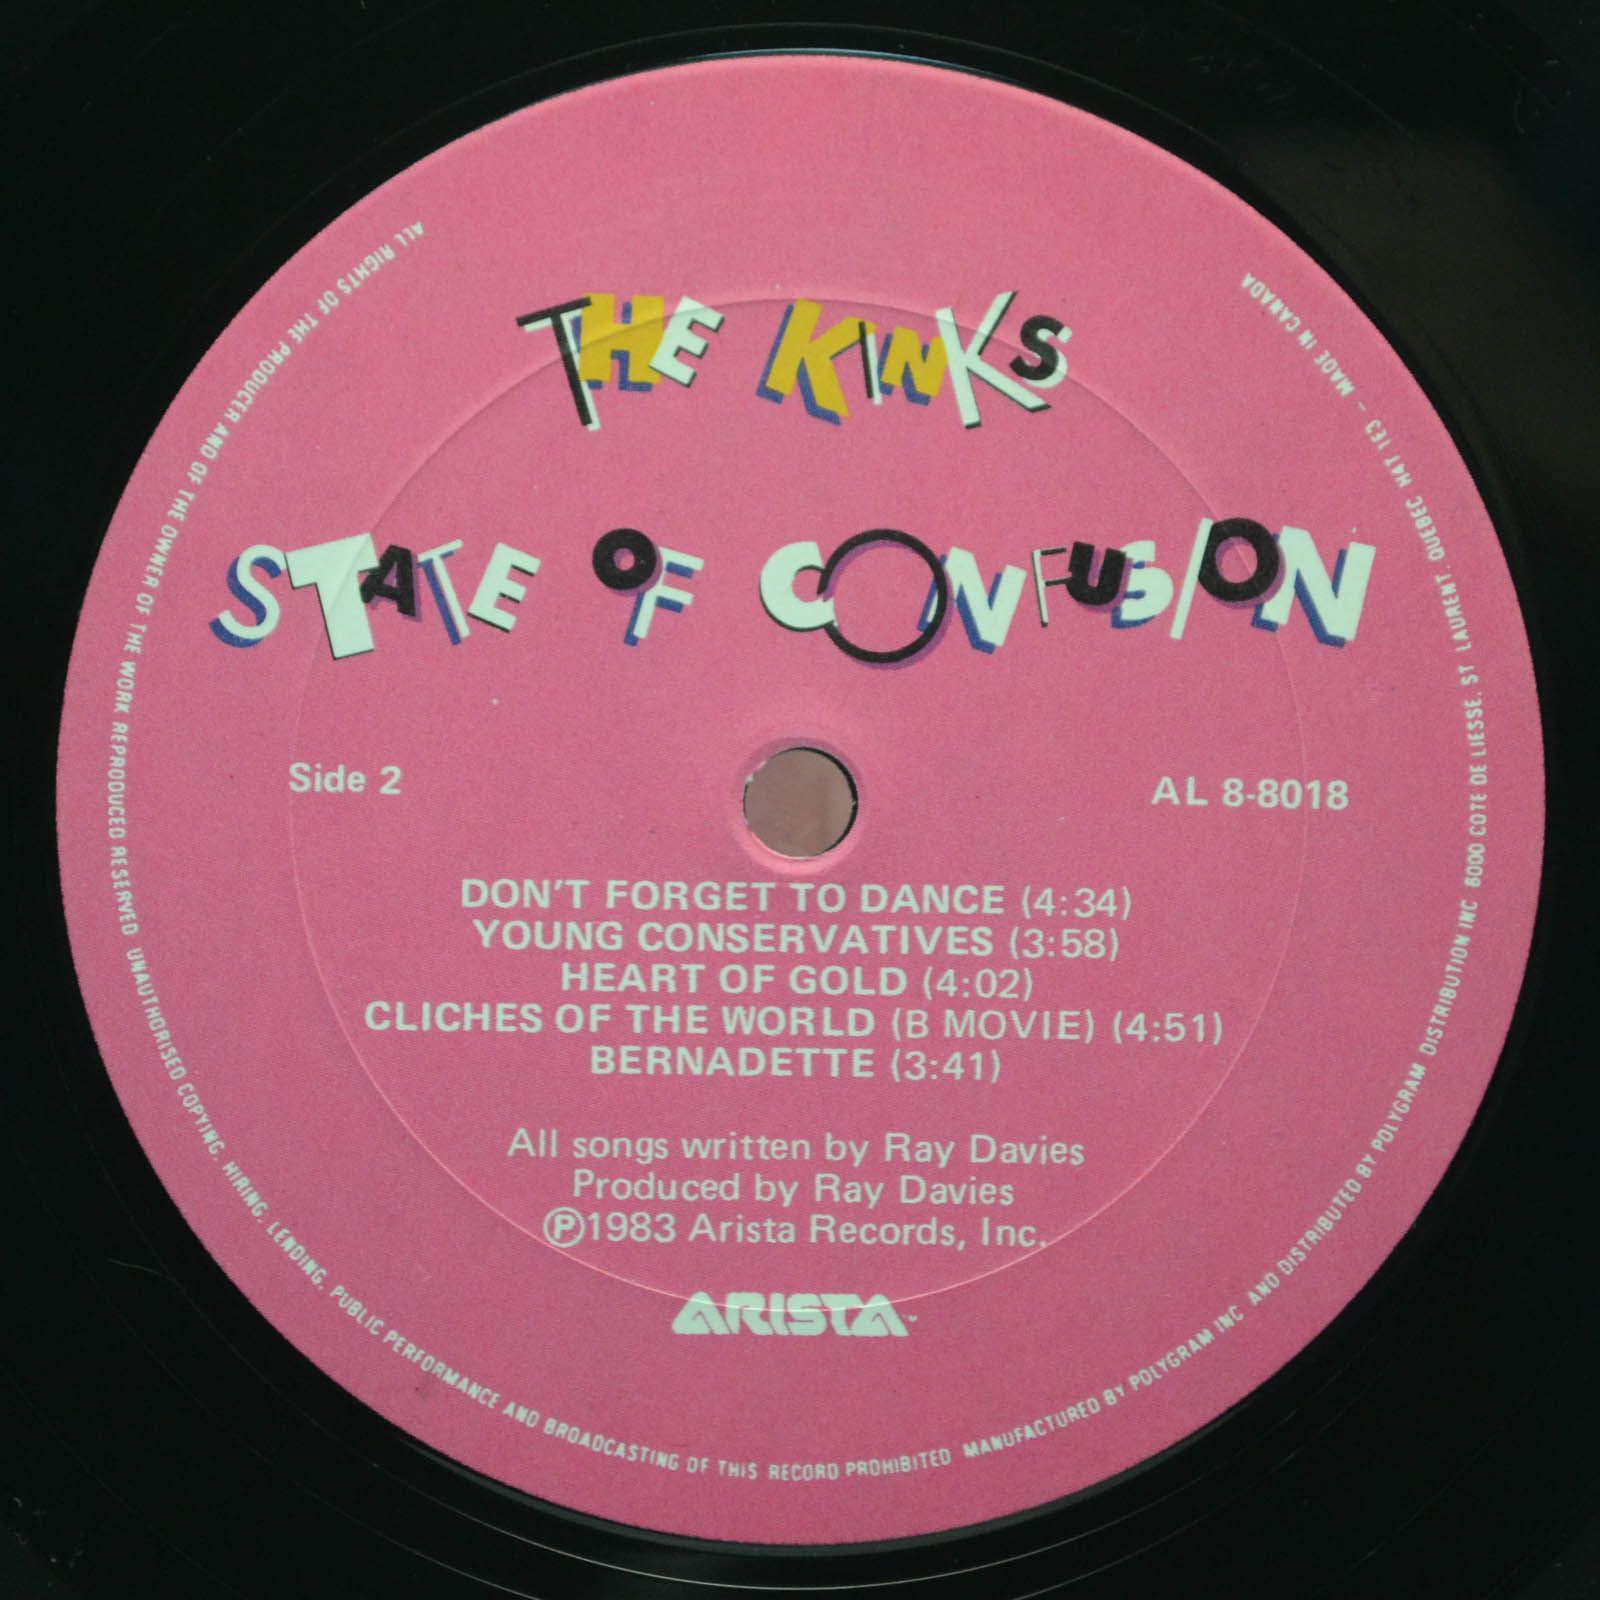 THE KINKS
STATE OF CONFUSION
Side 2
AL 8-8018
DON'T FORGET TO DANCE (4:34)
YOUNG CONSERVATIVES (3:58)
HEART OF GOLD (4:02)
CLICHES OF THE WORLD (B MOVIE) (4:51)
BERNADETTE (3:41)
All songs written by Ray Davies
Produced by Ray Davies
℗1983 Arista Records, Inc.
ARISTA™
ALL RIGHTS OF THE PRODUCER AND OF THE OWNER OF THE WORK REPRODUCED RESERVED UNAUTHORISED COPYING, HIRING, LENDING, PUBLIC PERFORMANCE AND BROADCASTING OF THIS RECORD PROHIBITED MANUFACTURED BY POLYGRAM INC AND DISTRIBUTED BY POLYGRAM DISTRIBUTION INC 6000 COTE DE LIESSE, ST LAURENT, QUEBEC H4T 1E3 - MADE IN CANADA